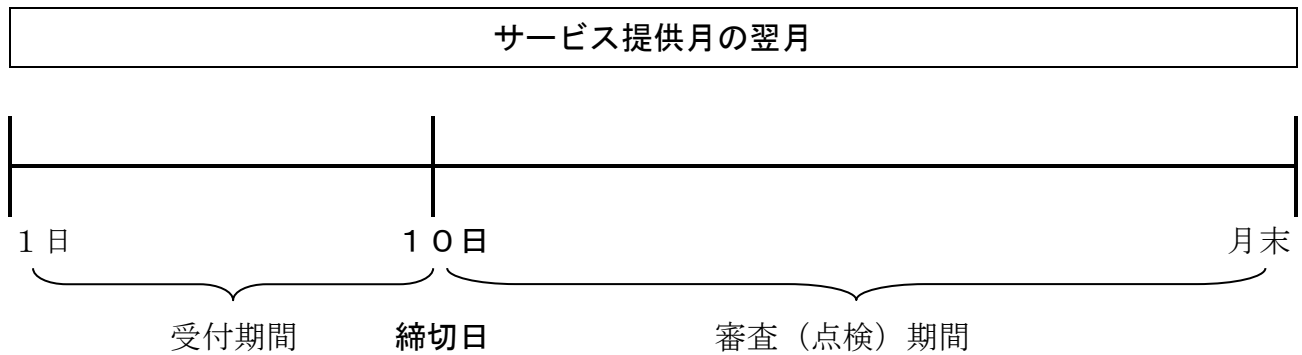 サービス提供月の翌月
1日 10日 月末
受付期間 締切日 審査（点検）期間